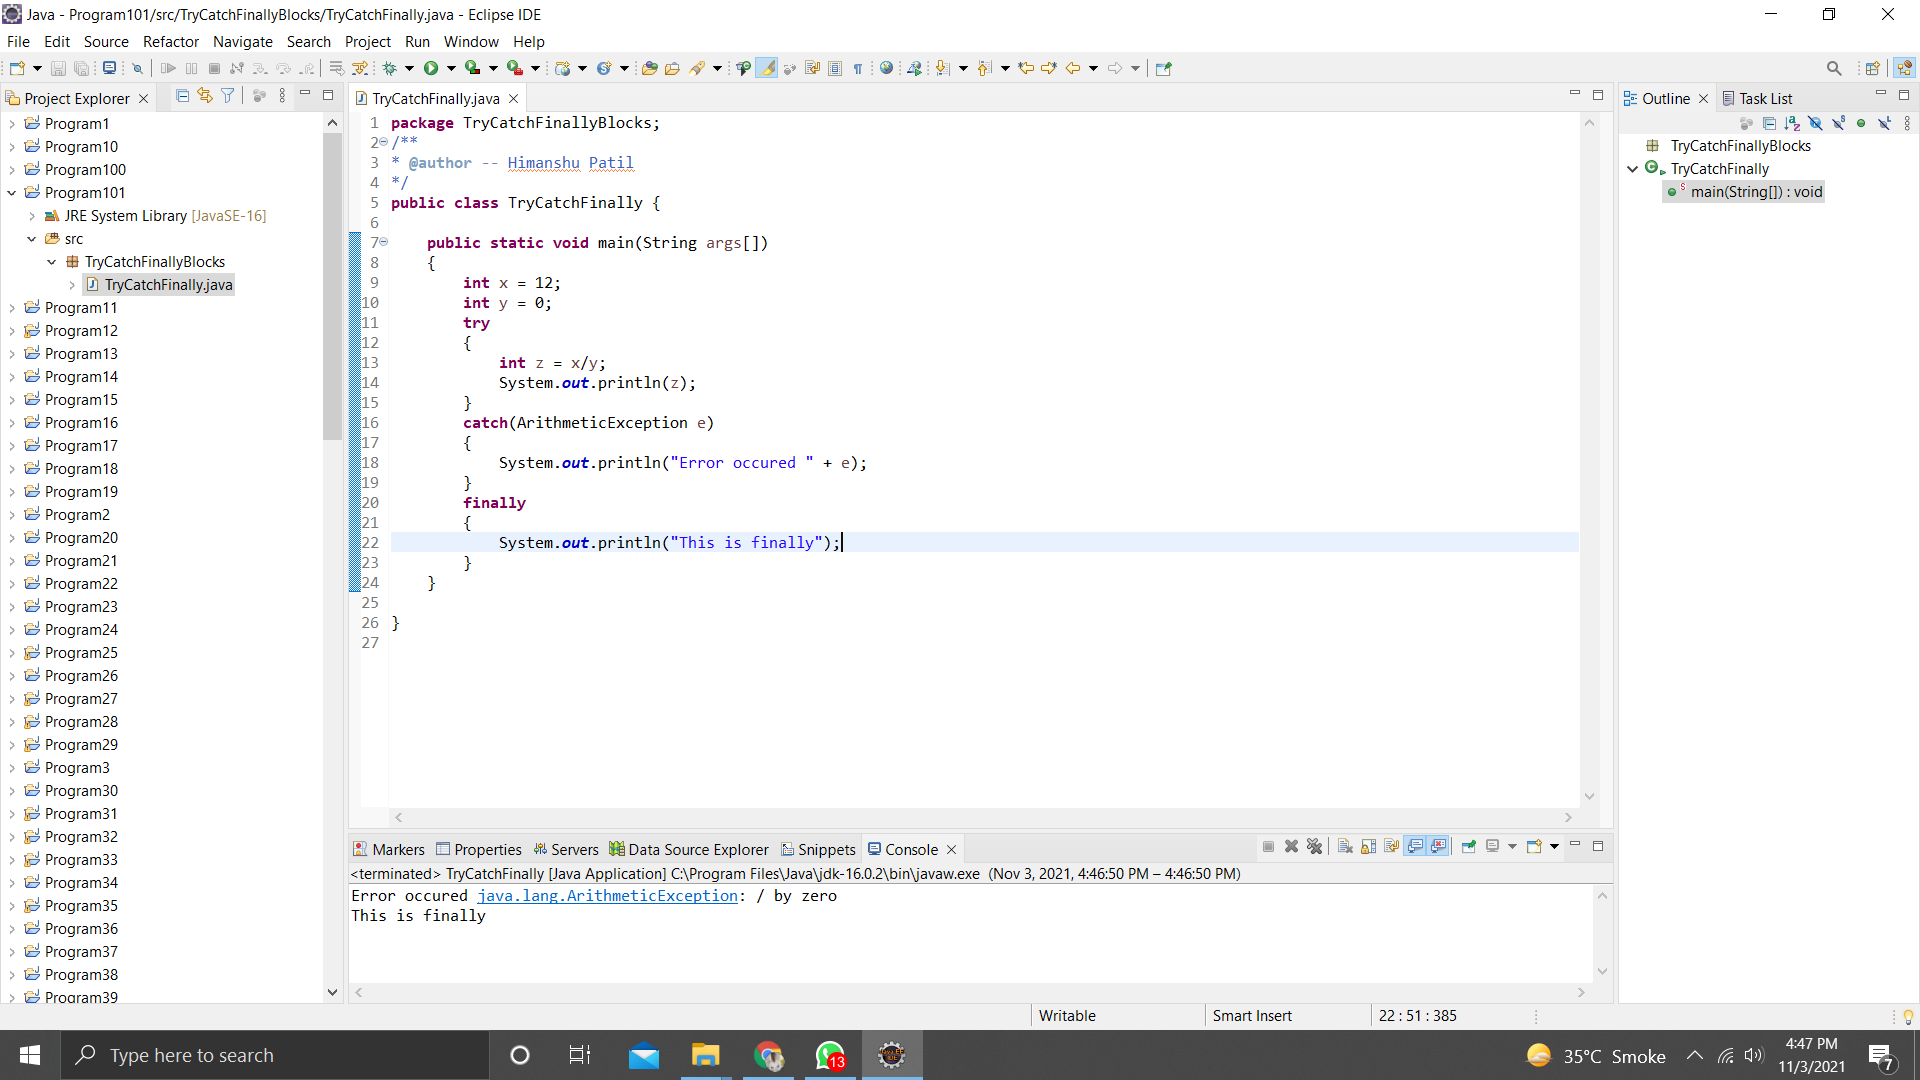 Java - Program101/src/TryCatchFinallyBlocks/TryCatchFinally.java - Eclipse IDE
File Edit Source Refactor Navigate Search Project Run Window Help
Project Explorer
Program1
Program10
Program100
Program101
JRE System Library [JavaSE-16]
src
TryCatchFinallyBlocks
TryCatchFinally.java
Program11
Program12
Program13
Program14
Program15
Program16
Program17
Program18
Program19
Program2
Program20
Program21
Program22
Program23
Program24
Program25
Program26
Program27
Program28
Program29
Program3
Program30
Program31
Program32
Program33
Program34
Program35
Program36
Program37
Program38
Program39
TryCatchFinally.java
1 package TryCatchFinallyBlocks;
2 /**
3 * @author -- Himanshu Patil
4 */
5 public class TryCatchFinally {
6
7 public static void main(String args[])
8 {
9 int x = 12;
10 int y = 0;
11 try
12 {
13 int z = x/y;
14 System.out.println(z);
15 }
16 catch(ArithmeticException e)
17 {
18 System.out.println("Error occured " + e);
19 }
20 finally
21 {
22 System.out.println("This is finally");
23 }
24 }
25
26 }
27
Outline Task List
TryCatchFinallyBlocks
TryCatchFinally
main(String[]) : void
Markers Properties Servers Data Source Explorer Snippets Console
<terminated> TryCatchFinally [Java Application] C:\Program Files\Java\jdk-16.0.2\bin\javaw.exe (Nov 3, 2021, 4:46:50 PM – 4:46:50 PM)
Error occured java.lang.ArithmeticException: / by zero
This is finally
Writable Smart Insert 22 : 51 : 385
Type here to search
13
35°C Smoke
4:47 PM
11/3/2021
7